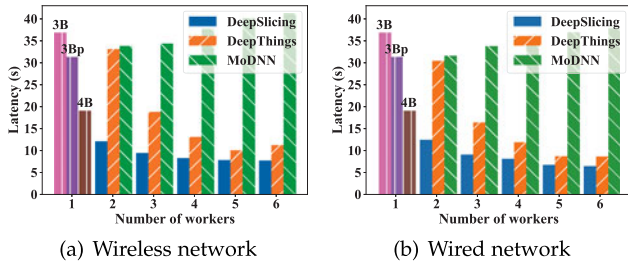 3B
3Bp
4B
DeepSlicing
DeepThings
MoDNN
Latency (s)
40
35
30
25
20
15
10
5
0
1 2 3 4 5 6
Number of workers
(a) Wireless network
3B
3Bp
4B
DeepSlicing
DeepThings
MoDNN
Latency (s)
40
35
30
25
20
15
10
5
0
1 2 3 4 5 6
Number of workers
(b) Wired network